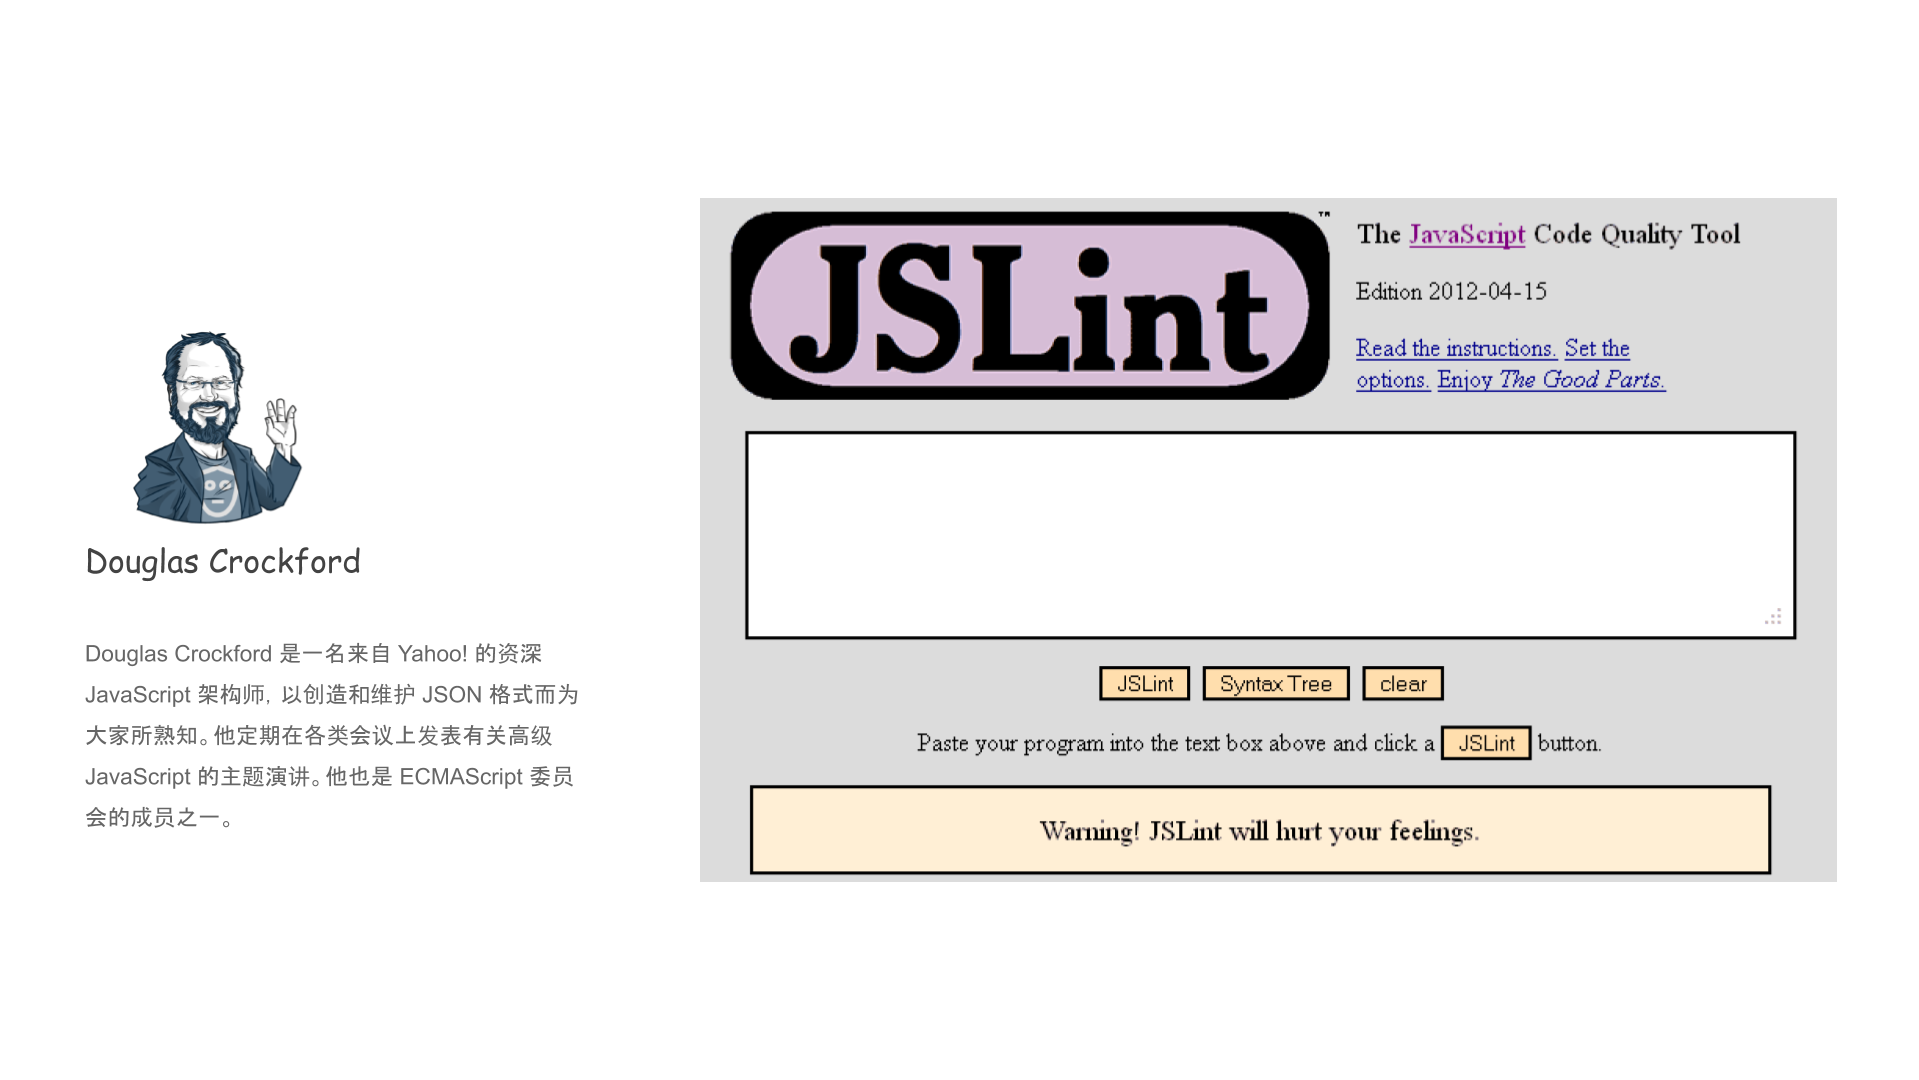 Douglas Crockford
Douglas Crockford 是一名来自 Yahoo! 的资深
JavaScript 架构师，以创造和维护 JSON 格式而为
大家所熟知。他定期在各类会议上发表有关高级
JavaScript 的主题演讲。他也是 ECMAScript 委员
会的成员之一。
JSLint ™
The JavaScript Code Quality Tool
Edition 2012-04-15
Read the instructions. Set the
options. Enjoy The Good Parts.
JSLint Syntax Tree clear
Paste your program into the text box above and click a JSLint button.
Warning! JSLint will hurt your feelings.